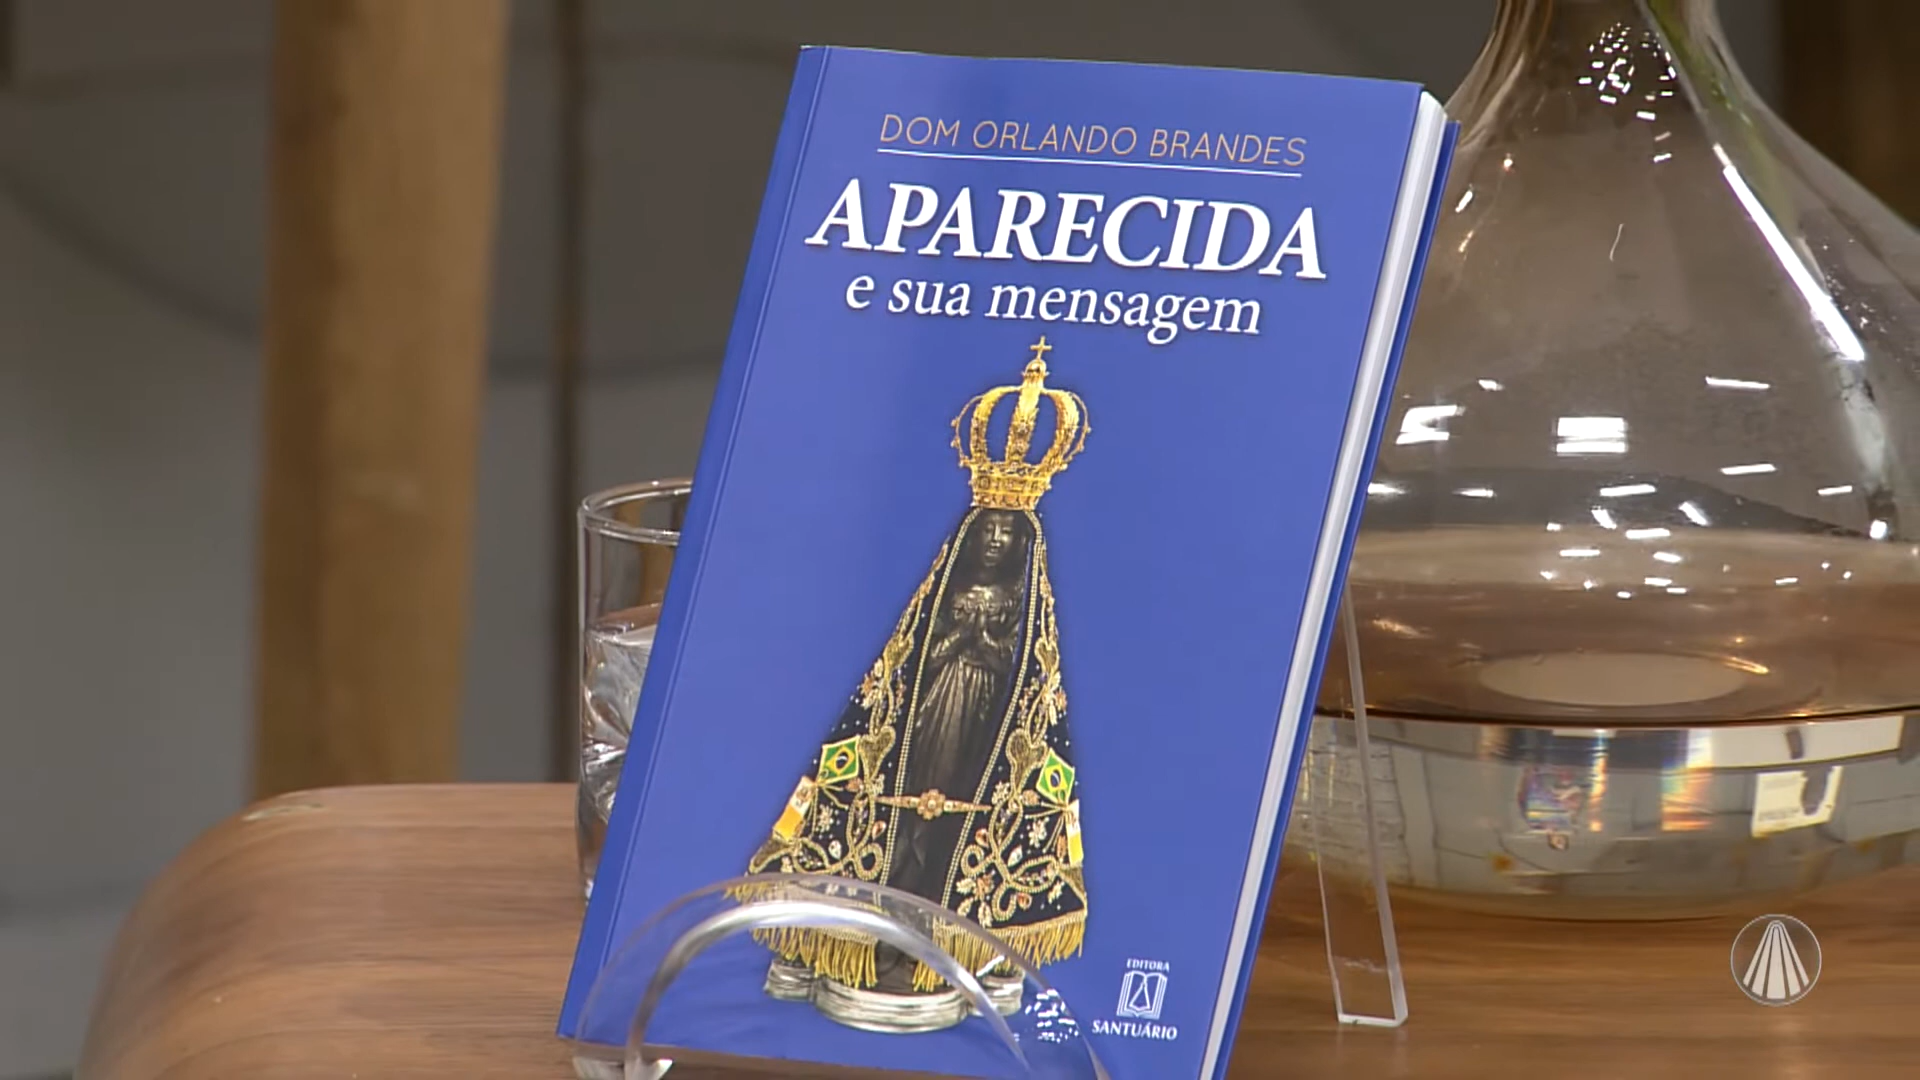 DOM ORLANDO BRANDES
APARECIDA
e sua mensagem
EDITORA
SANTUÁRIO